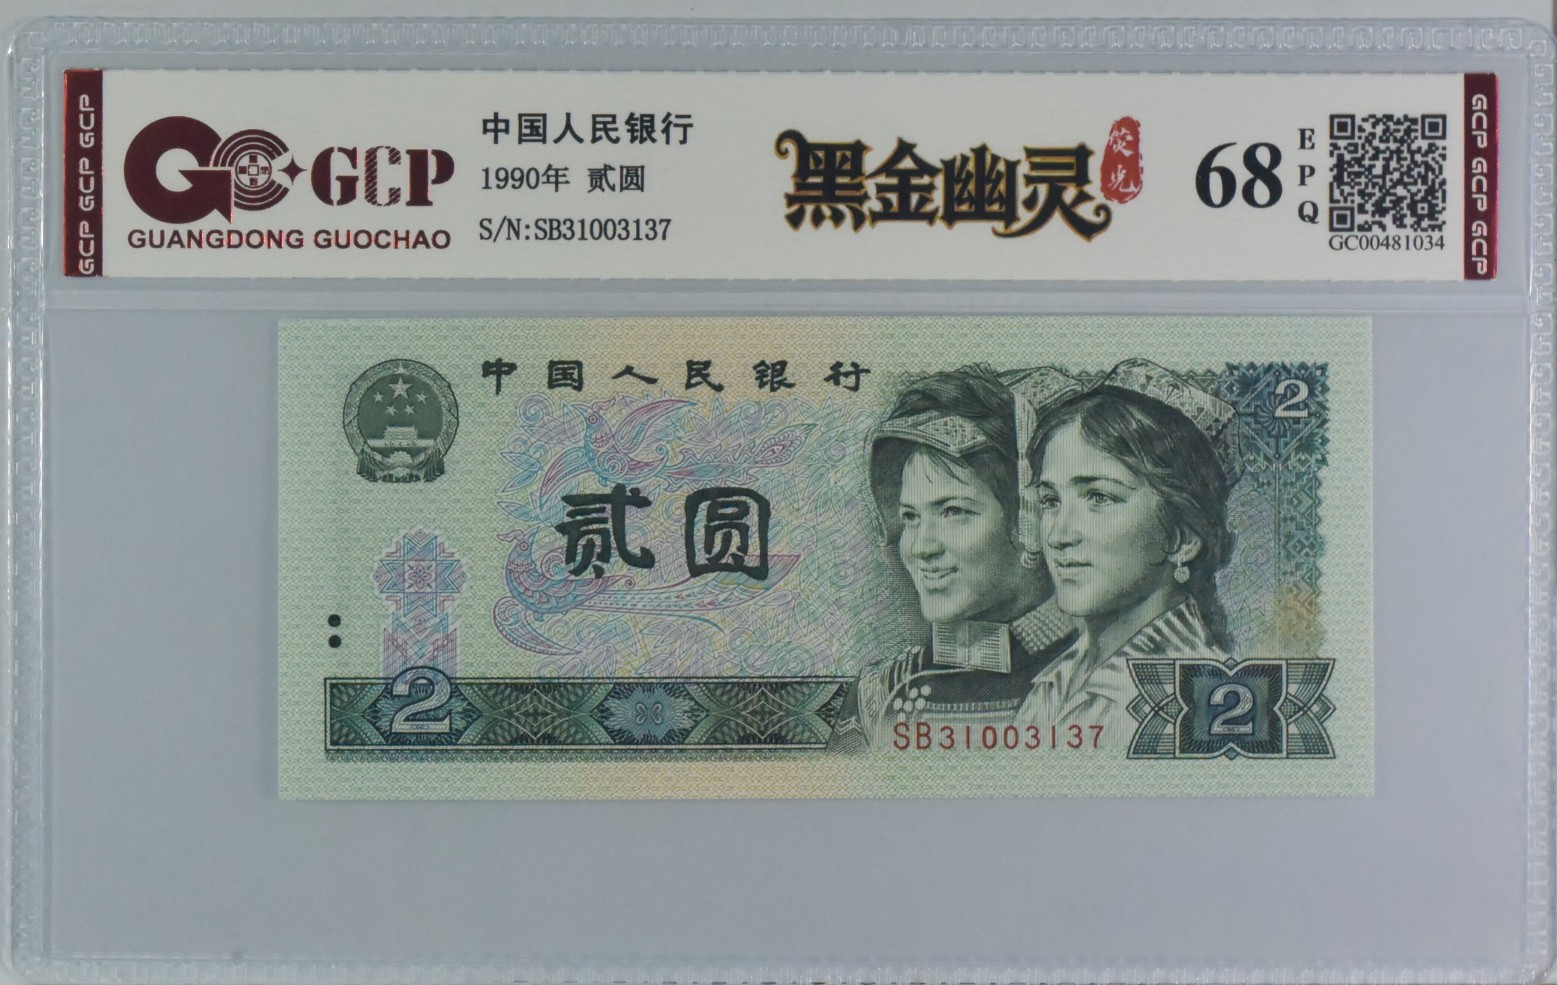 GCP GCP GCP
GCP
GUANGDONG GUOCHAO
中国人民银行
1990年 贰圆
S/N:SB31003137
黑金幽灵
荧光
68
EPQ
GC00481034
GCP GCP GCP
中国人民银行
2
贰圆
2
SB31003137
2